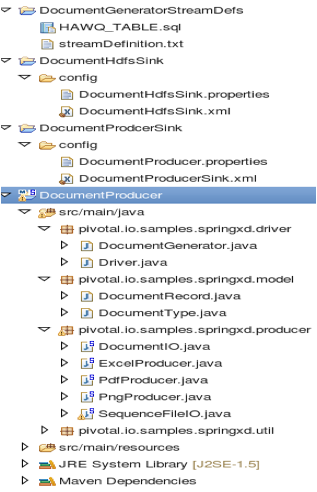 DocumentGeneratorStreamDefs
HAWQ_TABLE.sql
streamDefinition.txt
DocumentHdfsSink
config
DocumentHdfsSink.properties
DocumentHdfsSink.xml
DocumentProdcerSink
config
DocumentProducer.properties
DocumentProducerSink.xml
DocumentProducer
src/main/java
pivotal.io.samples.springxd.driver
DocumentGenerator.java
Driver.java
pivotal.io.samples.springxd.model
DocumentRecord.java
DocumentType.java
pivotal.io.samples.springxd.producer
DocumentIO.java
ExcelProducer.java
PdfProducer.java
PngProducer.java
SequenceFileIO.java
pivotal.io.samples.springxd.util
src/main/resources
JRE System Library [J2SE-1.5]
Maven Dependencies